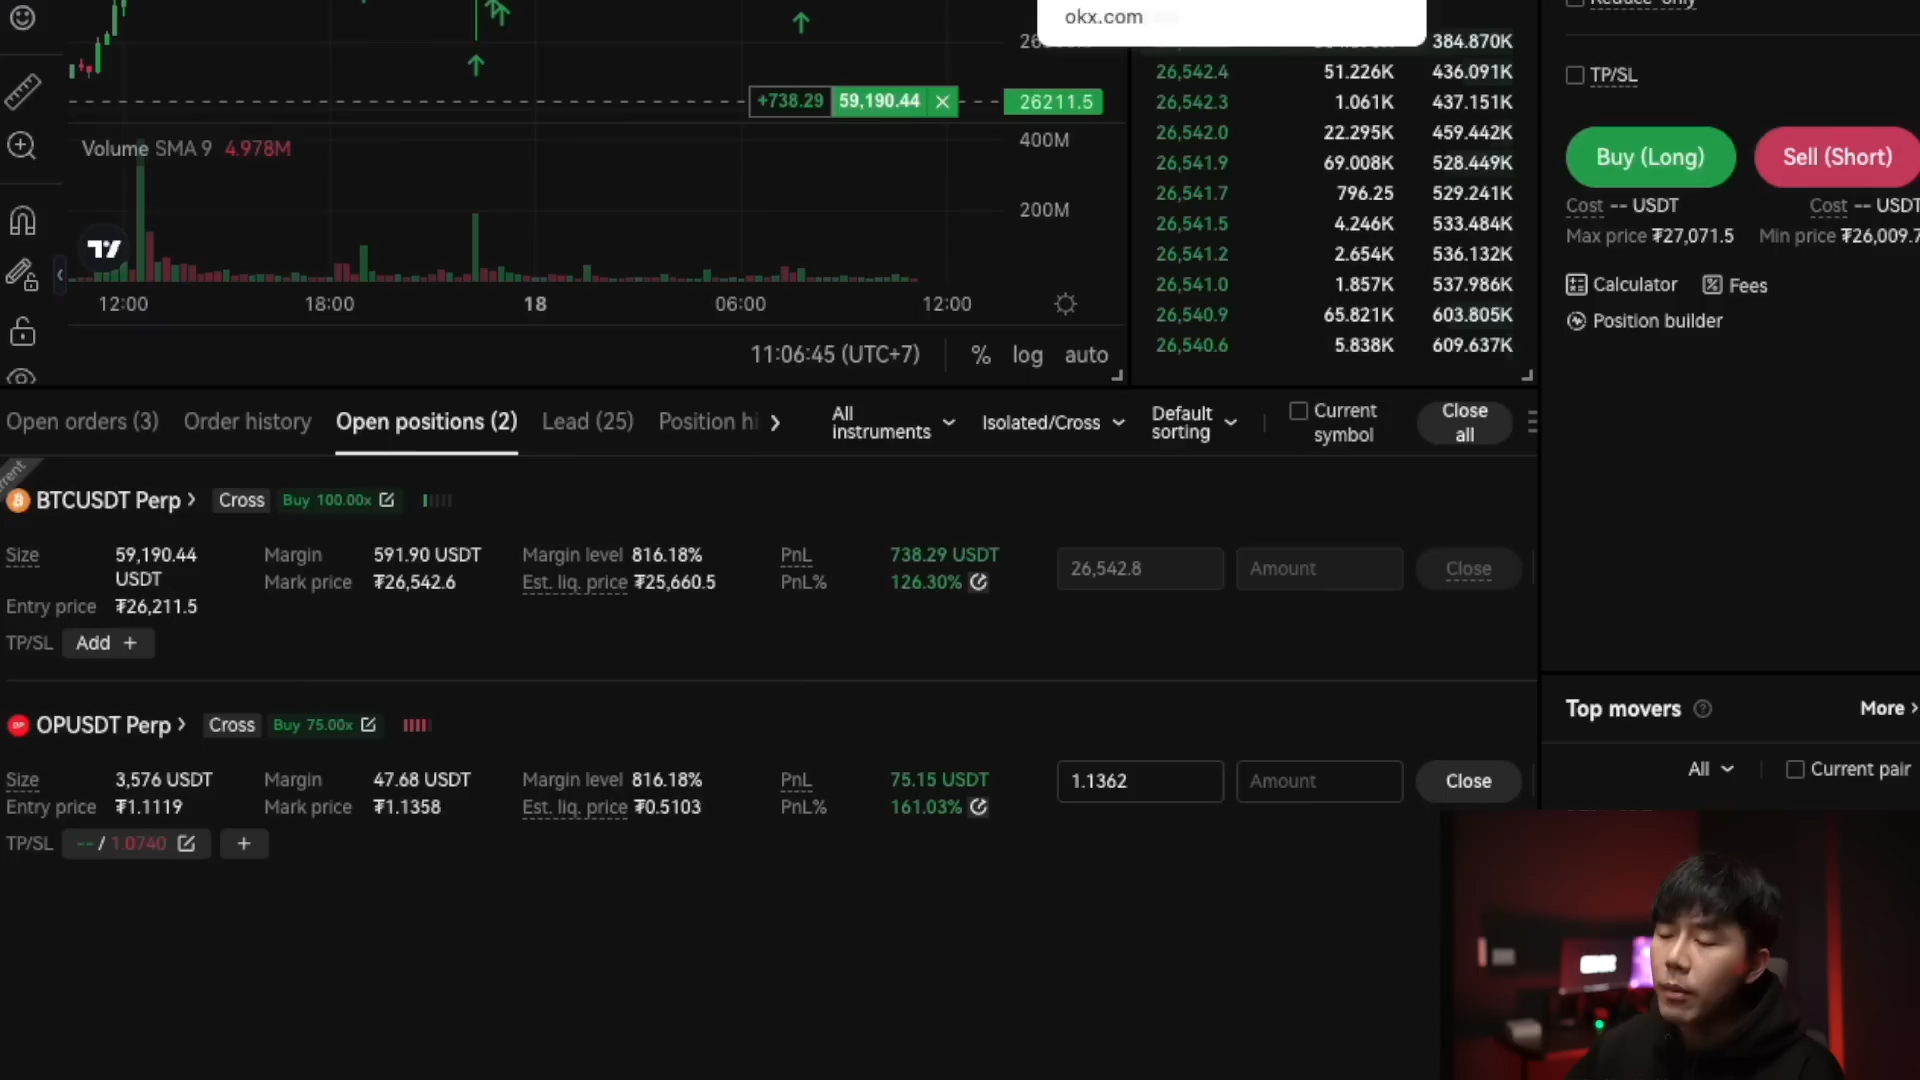 okx.com
+738.29 59,190.44 26211.5
Volume SMA 9 4.978M
400M
200M
12:00 18:00 18 06:00 12:00
11:06:45 (UTC+7) % log auto
384.870K
26,542.4 51.226K 436.091K
26,542.3 1.061K 437.151K
26,542.0 22.295K 459.442K
26,541.9 69.008K 528.449K
26,541.7 796.25 529.241K
26,541.5 4.246K 533.484K
26,541.2 2.654K 536.132K
26,541.0 1.857K 537.986K
26,540.9 65.821K 603.805K
26,540.6 5.838K 609.637K
Reduce-only
TP/SL
Buy (Long) Sell (Short)
Cost -- USDT Cost -- USDT
Max price ₮27,071.5 Min price ₮26,009.7
Calculator Fees
Position builder
Open orders (3) Order history Open positions (2) Lead (25) Position hi
All instruments Isolated/Cross Default sorting Current symbol Close all
BTCUSDT Perp Cross Buy 100.00x
Size 59,190.44 USDT Margin 591.90 USDT Margin level 816.18% PnL 738.29 USDT
Mark price ₮26,542.6 Est. liq. price ₮25,660.5 PnL% 126.30%
26,542.8 Amount Close
Entry price ₮26,211.5
TP/SL Add +
OPUSDT Perp Cross Buy 75.00x
Size 3,576 USDT Margin 47.68 USDT Margin level 816.18% PnL 75.15 USDT
Entry price ₮1.1119 Mark price ₮1.1358 Est. liq. price ₮0.5103 PnL% 161.03%
1.1362 Amount Close
TP/SL -- / 1.0740 +
Top movers More
All Current pair